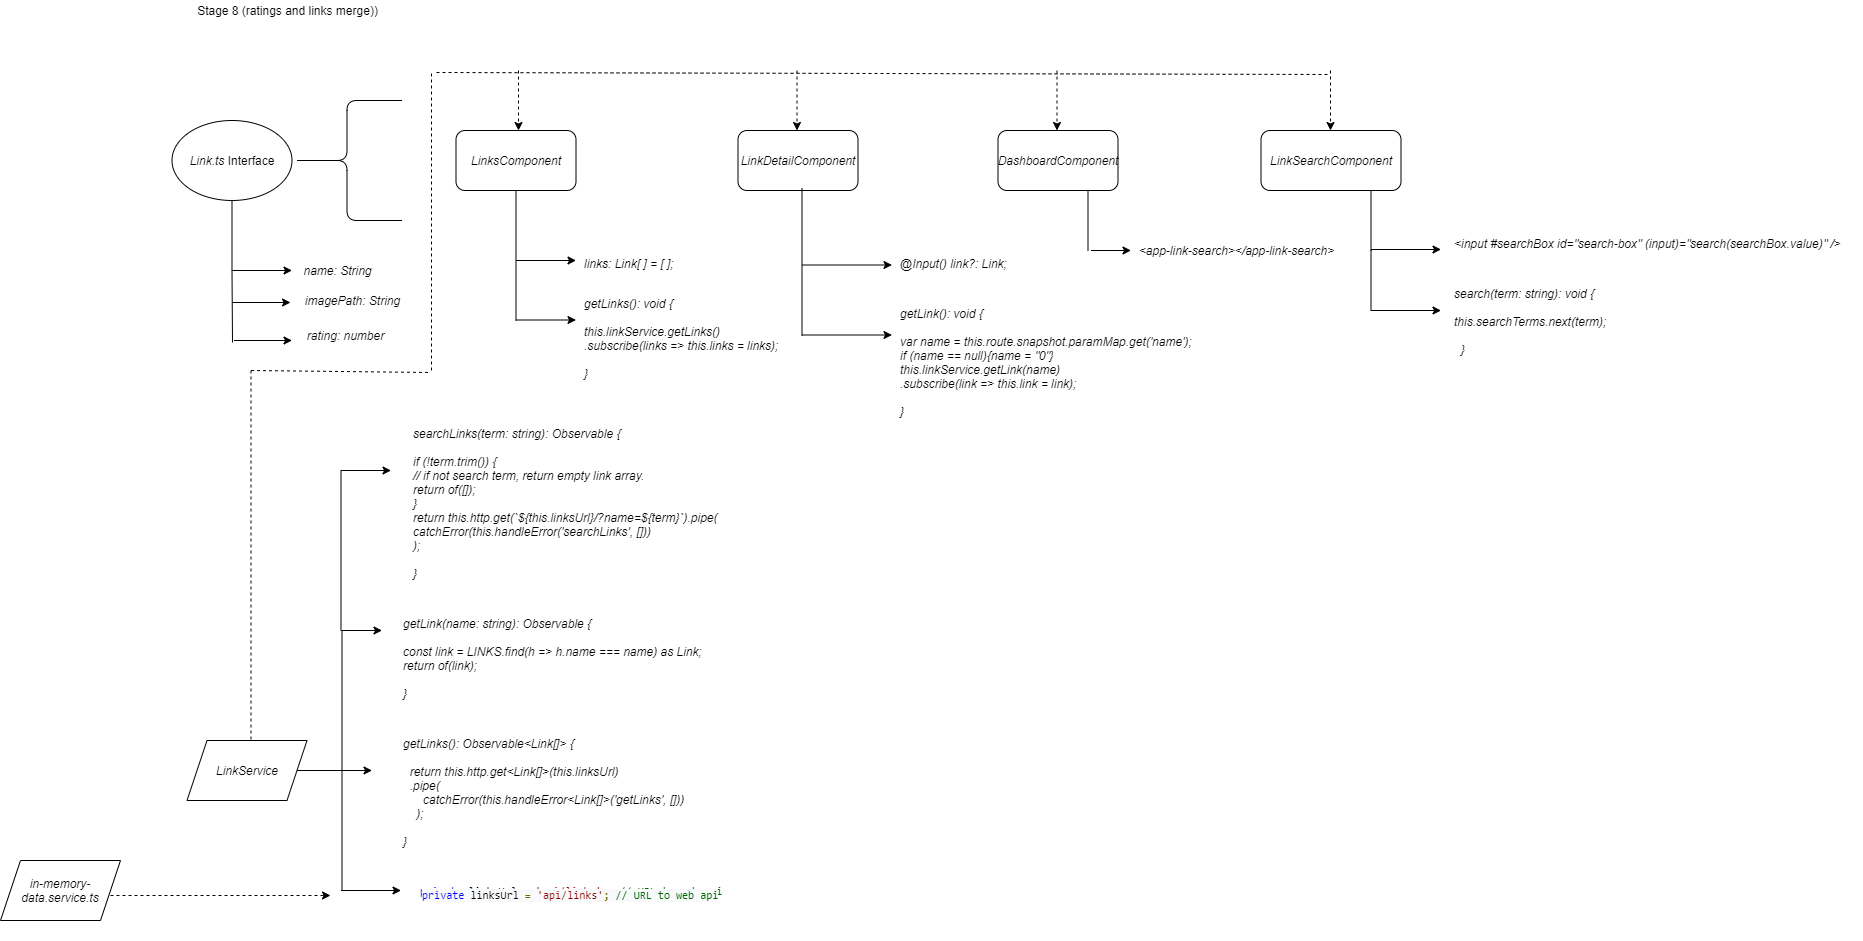 Stage 8 (ratings and links merge))
Link.ts Interface
name: String
imagePath: String
rating: number
LinksComponent
links: Link[ ] = [ ];
getLinks(): void {
this.linkService.getLinks()
.subscribe(links => this.links = links);
}
LinkDetailComponent
@Input() link?: Link;
getLink(): void {
var name = this.route.snapshot.paramMap.get('name');
if (name == null){name = "0"}
this.linkService.getLink(name)
.subscribe(link => this.link = link);
}
DashboardComponent
<app-link-search></app-link-search>
LinkSearchComponent
<input #searchBox id="search-box" (input)="search(searchBox.value)" />
search(term: string): void {
this.searchTerms.next(term);
}
searchLinks(term: string): Observable {
if (!term.trim()) {
// if not search term, return empty link array.
return of([]);
}
return this.http.get(`${this.linksUrl}/?name=${term}`).pipe(
catchError(this.handleError('searchLinks', []))
);
}
getLink(name: string): Observable {
const link = LINKS.find(h => h.name === name) as Link;
return of(link);
}
LinkService
getLinks(): Observable<Link[]> {
return this.http.get<Link[]>(this.linksUrl)
.pipe(
catchError(this.handleError<Link[]>('getLinks', []))
);
}
in-memory-
data.service.ts
private linksUrl = 'api/links'; // URL to web api